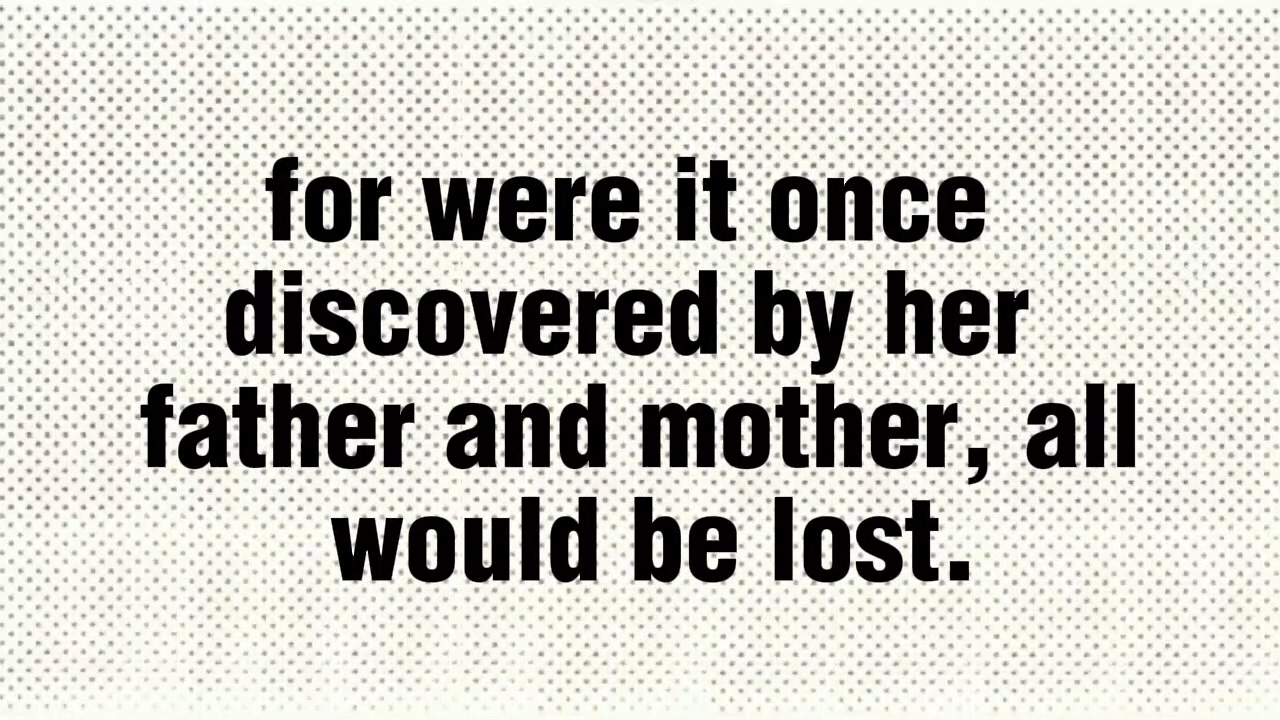 for were it once
discovered by her
father and mother, all
would be lost.